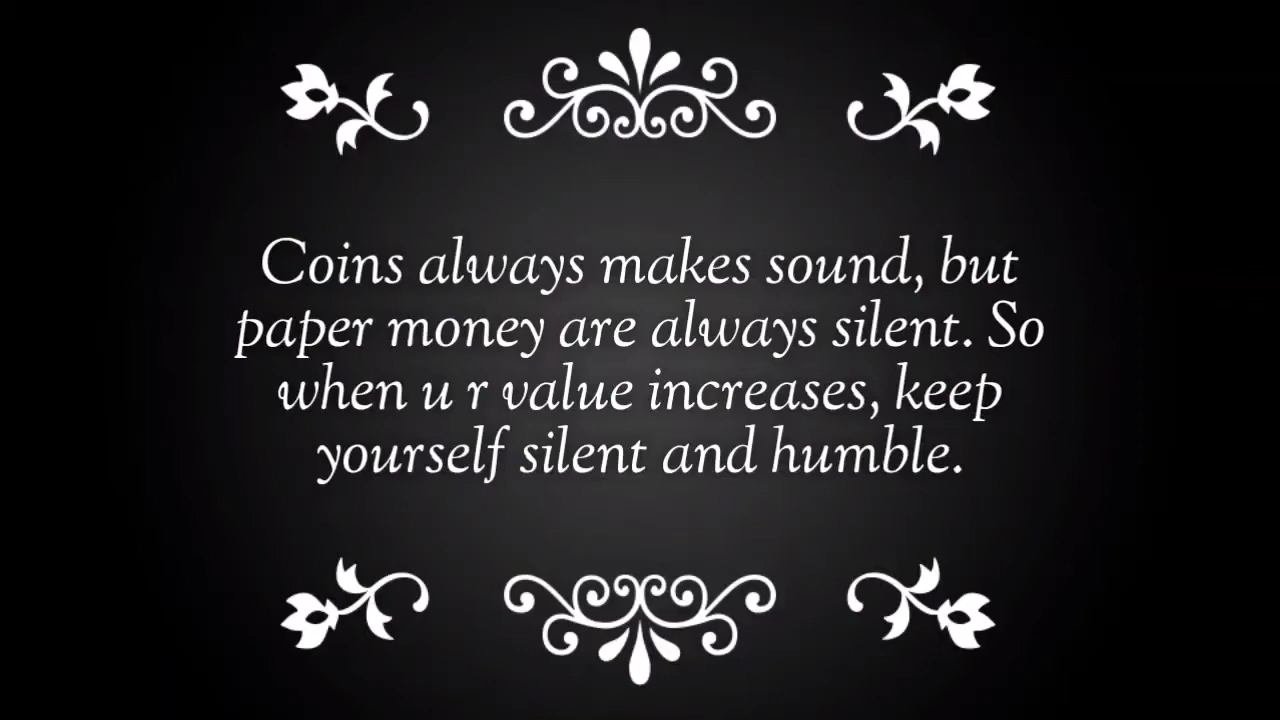 Coins always makes sound, but
paper money are always silent. So
when u r value increases, keep
yourself silent and humble.